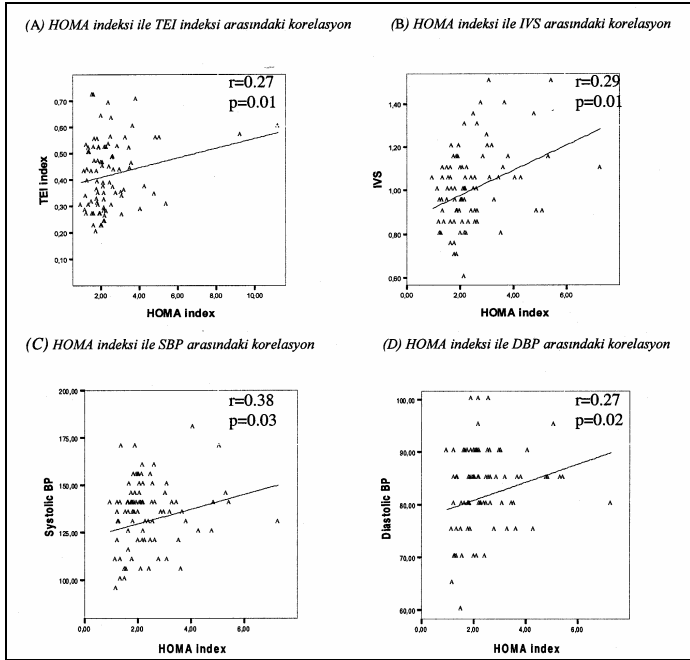 (A) HOMA indeksi ile TEI indeksi arasındaki korelasyon
r=0.27
p=0.01
0,70
0,60
0,50
0,40
0,30
0,20
0,10
TEI index
2,00 4,00 6,00 8,00 10,00
HOMA index
(B) HOMA indeksi ile IVS arasındaki korelasyon
r=0.29
p=0.01
1,40
1,20
1,00
0,80
0,60
IVS
0,00 2,00 4,00 6,00
HOMA index
(C) HOMA indeksi ile SBP arasındaki korelasyon
r=0.38
p=0.03
200,00
175,00
150,00
125,00
100,00
Systolic BP
0,00 2,00 4,00 6,00
HOMA index
(D) HOMA indeksi ile DBP arasındaki korelasyon
r=0.27
p=0.02
100,00
90,00
80,00
70,00
60,00
Diastolic BP
0,00 2,00 4,00 6,00
HOMA index